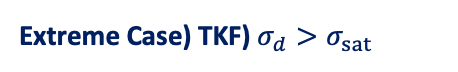 Extreme Case) TKF) σ_d > σ_sat